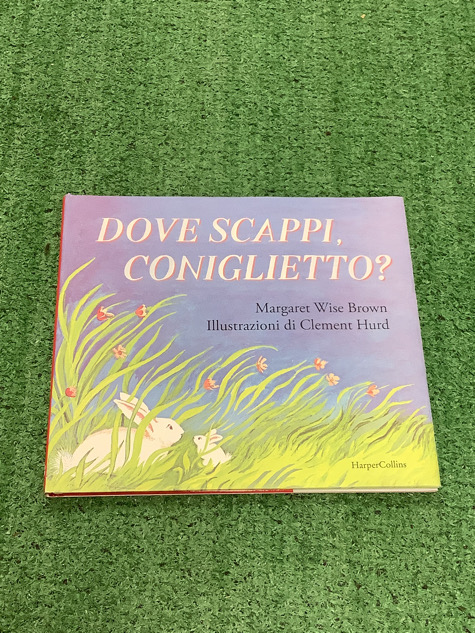 DOVE SCAPPI,
CONIGLIETTO?
Margaret Wise Brown
Illustrazioni di Clement Hurd
HarperCollins